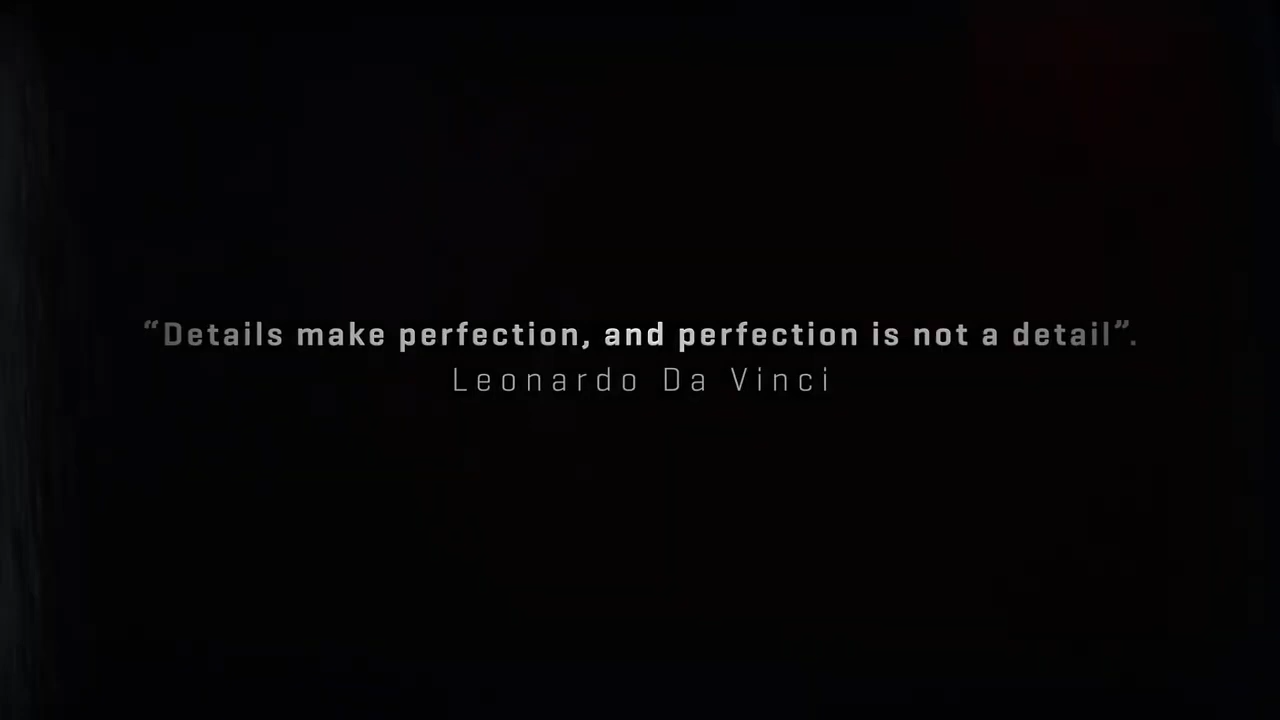 “Details make perfection, and perfection is not a detail”.
Leonardo Da Vinci